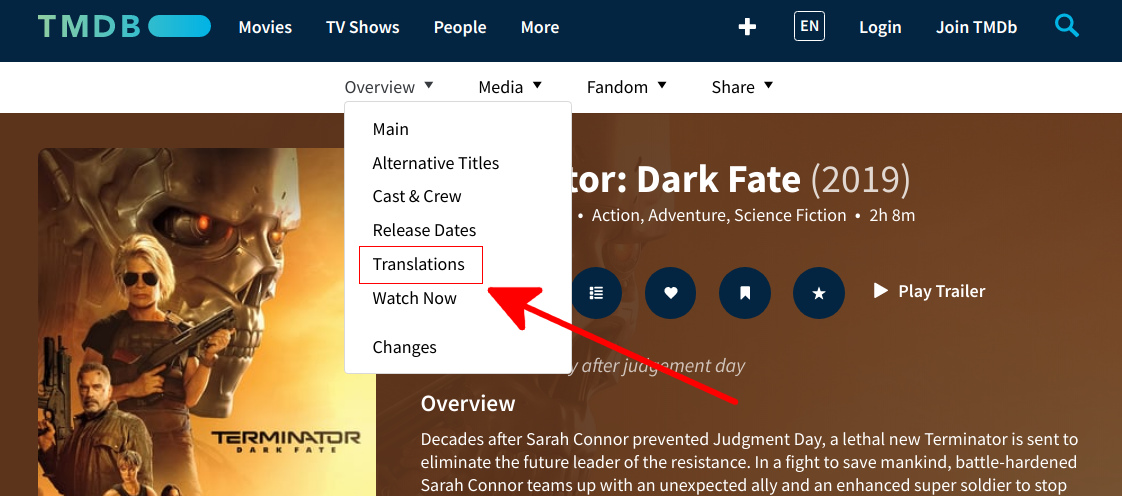 TMDB Movies TV Shows People More EN Login Join TMDb
Overview Media Fandom Share
Main
Alternative Titles
Cast & Crew
Release Dates
Translations
Watch Now
Changes
tor: Dark Fate (2019)
• Action, Adventure, Science Fiction • 2h 8m
Play Trailer
y after judgement day
Overview
Decades after Sarah Connor prevented Judgment Day, a lethal new Terminator is sent to
eliminate the future leader of the resistance. In a fight to save mankind, battle-hardened
Sarah Connor teams up with an unexpected ally and an enhanced super soldier to stop
TERMINATOR
DARK FATE